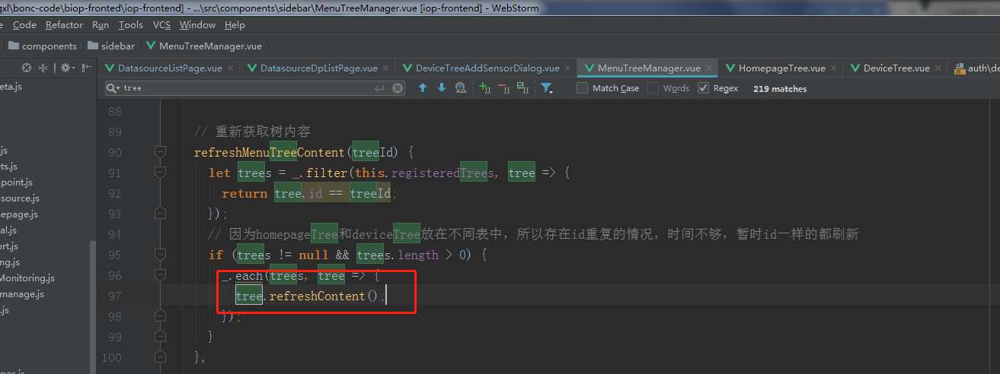 qxl\bonc-code\biop-fronted\iop-frontend] - ...\src\components\sidebar\MenuTreeManager.vue [iop-frontend] - WebStorm
e Code Refactor Run Tools VCS Window Help
components sidebar MenuTreeManager.vue
DatasourceListPage.vue DatasourceDpListPage.vue DeviceTreeAddSensorDialog.vue MenuTreeManager.vue HomepageTree.vue DeviceTree.vue auth\de
eta.js
tree Match Case Words Regex 219 matches
88
89 // 重新获取树内容
90 refreshMenuTreeContent(treeId) {
91 let trees = _.filter(this.registeredTrees, tree => {
92 return tree.id == treeId;
93 });
94 // 因为homepageTree和deviceTree放在不同表中，所以存在id重复的情况，时间不够，暂时id一样的都刷新
95 if (trees != null && trees.length > 0) {
96 _.each(trees, tree => {
97 tree.refreshContent();
98 });
99 }
100 },
.js
ets.js
point.js
source.js
nepage.js
al.js
ort.js
ng.js
Monitoring.js
manage.js
.js